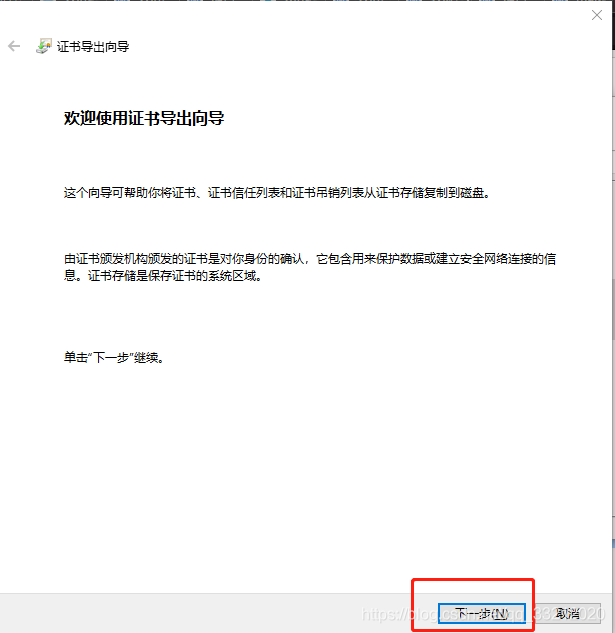 证书导出向导
欢迎使用证书导出向导
这个向导可帮助你将证书、证书信任列表和证书吊销列表从证书存储复制到磁盘。
由证书颁发机构颁发的证书是对你身份的确认，它包含用来保护数据或建立安全网络连接的信
息。证书存储是保存证书的系统区域。
单击"下一步"继续。
下一步(N)
取消